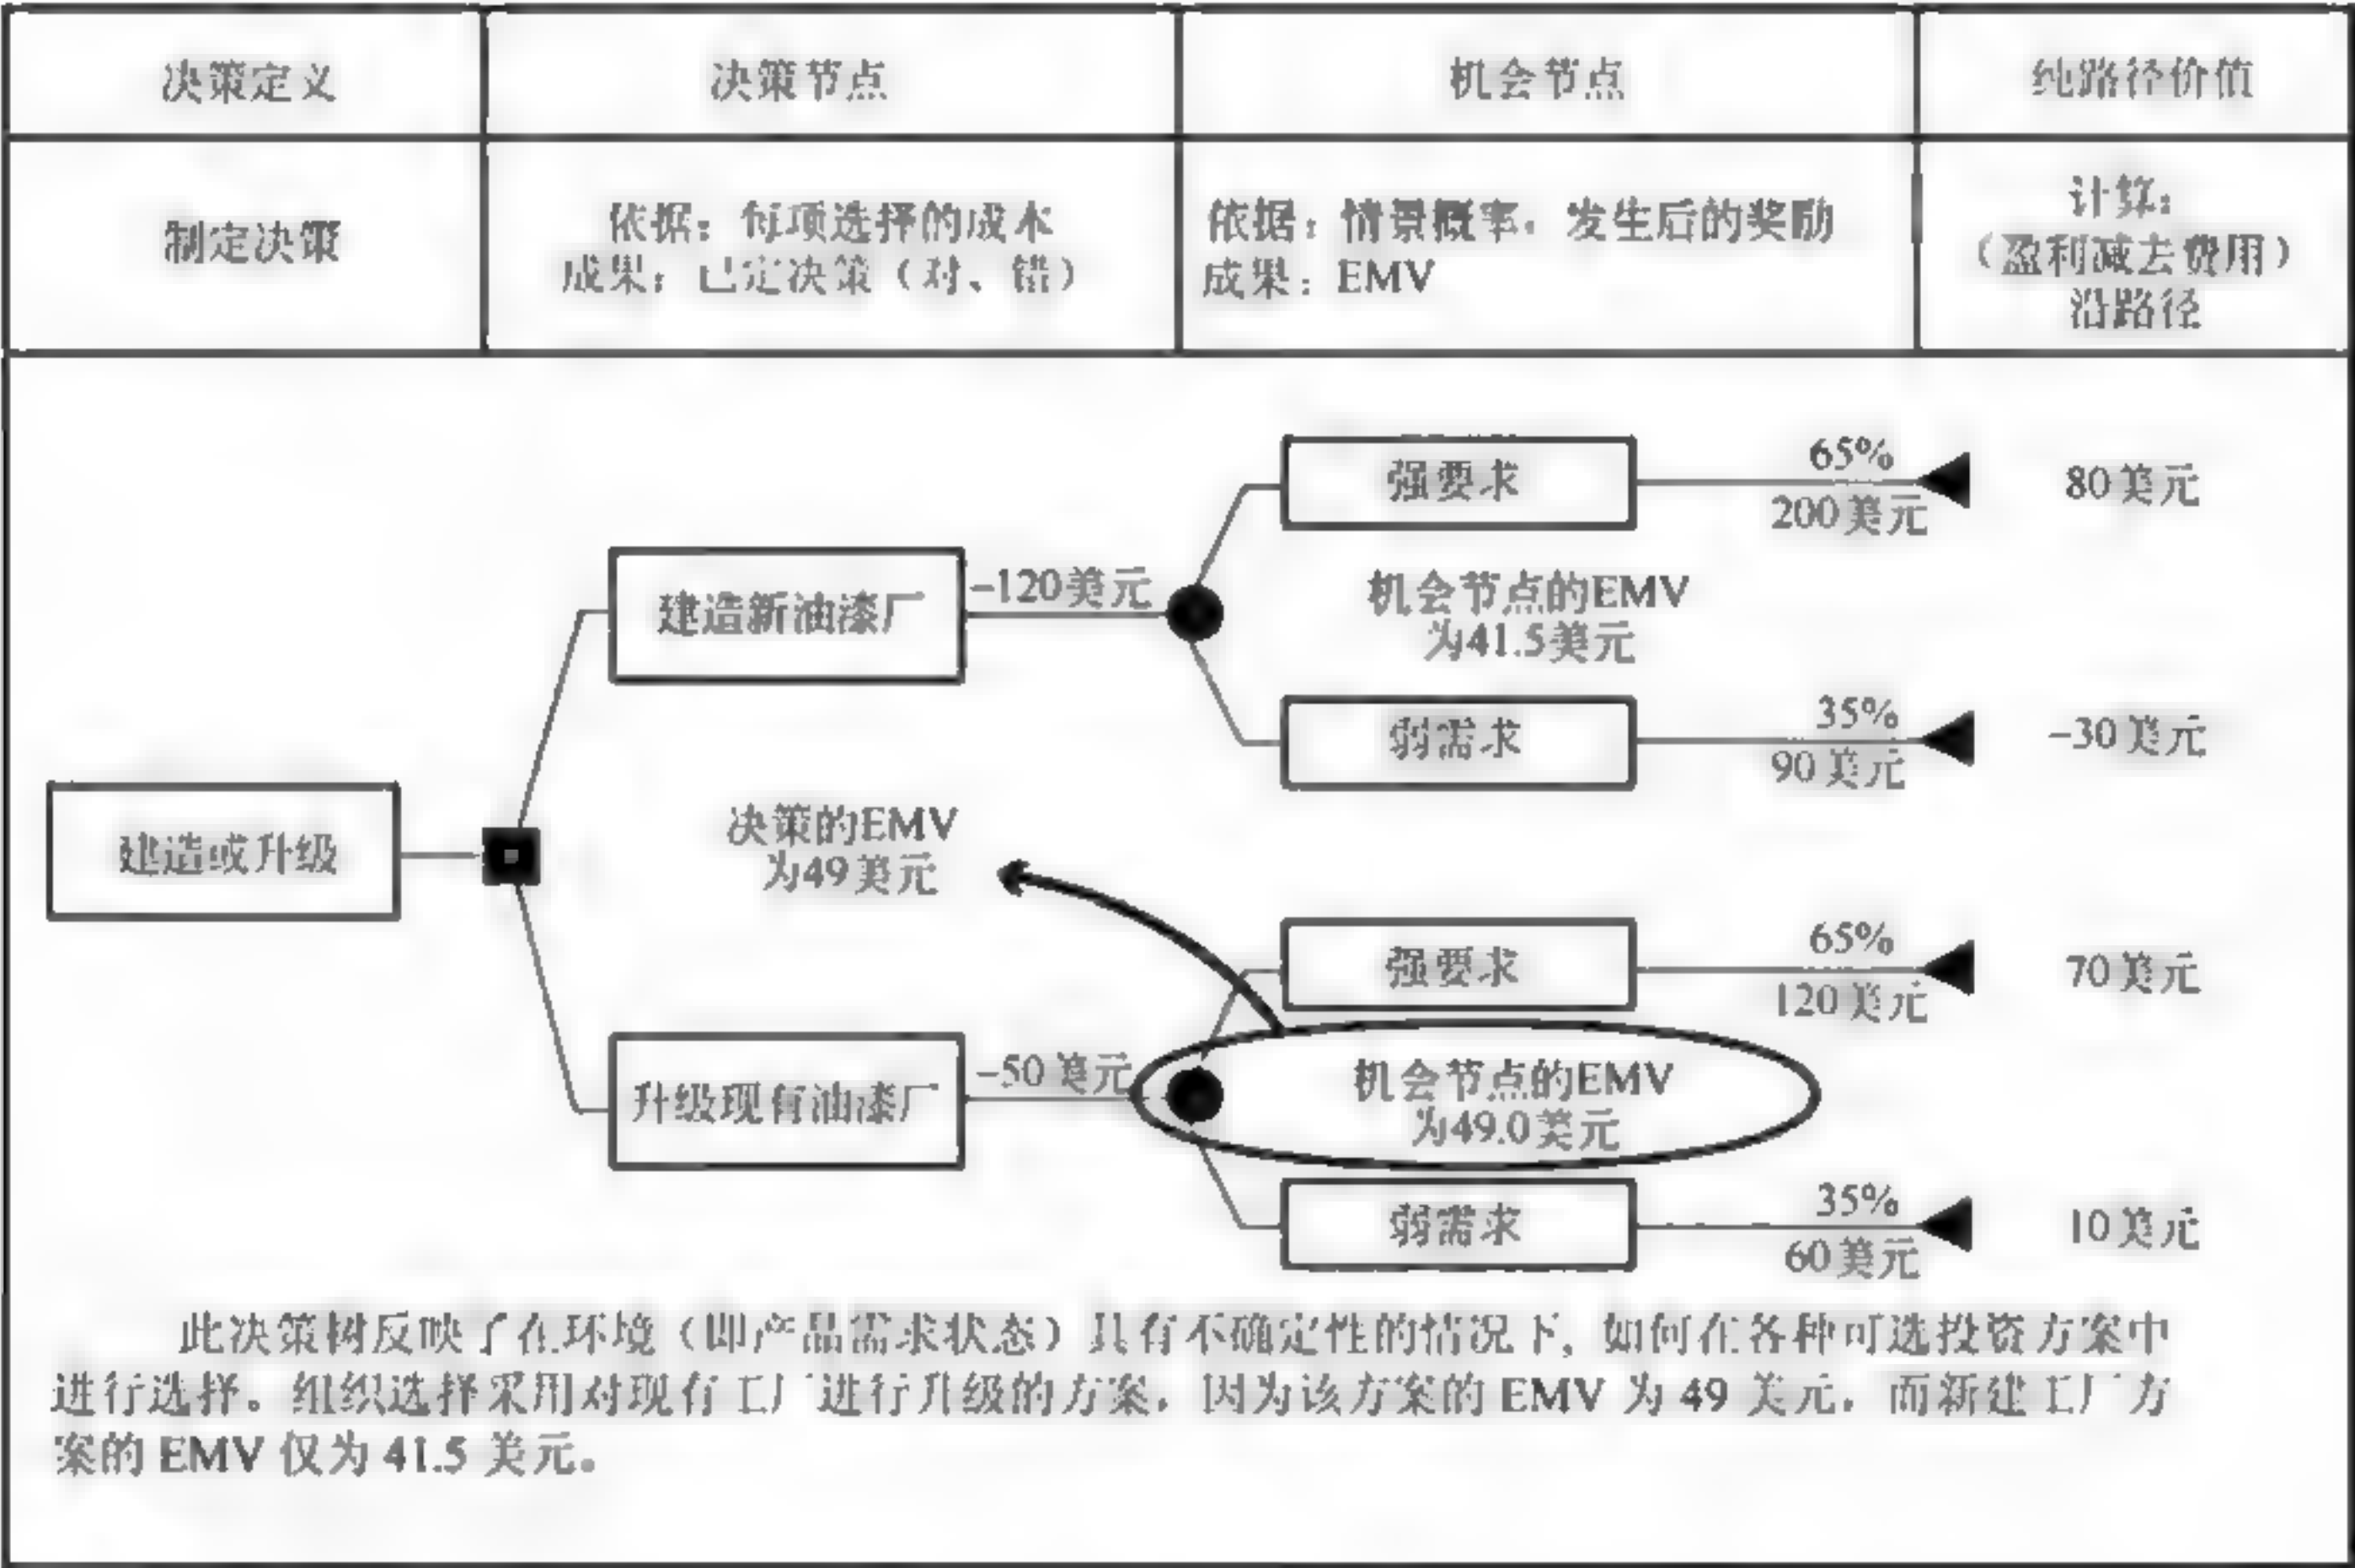 决策定义
决策节点
机会节点
纯路径价值
制定决策
依据：每项选择的成本
成果：已定决策（对、错）
依据：情景概率，发生后的奖励
成果：EMV
计算：
（盈利减去费用）
沿路径
强要求
65%
200美元
80美元
建造新油漆厂
-120美元
机会节点的EMV
为41.5美元
弱需求
35%
90美元
-30美元
建造或升级
决策的EMV
为49美元
强要求
65%
120美元
70美元
升级现有油漆厂
-50美元
机会节点的EMV
为49.0美元
弱需求
35%
60美元
10美元
此决策树反映了在环境（即产品需求状态）具有不确定性的情况下，如何在各种可选投资方案中
进行选择。组织选择采用对现有工厂进行升级的方案，因为该方案的 EMV 为 49 美元，而新建工厂方
案的 EMV 仅为 41.5 美元。